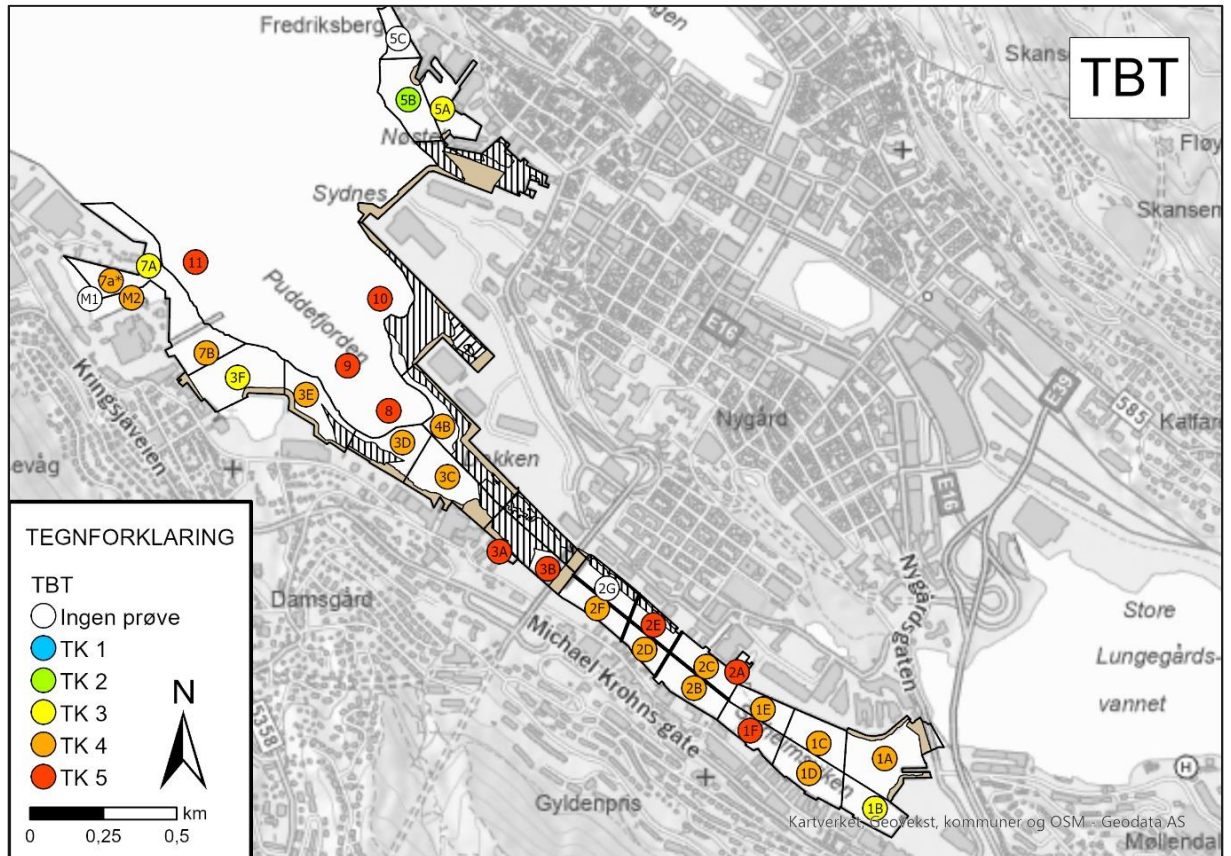 Fredriksberg
5C
TBT
Skans
5B
5A
Nøste
Fløy
Sydnes
Skansem
7A
11
7a*
M1
M2
10
Puddefjorden
E16
9
7B
3F
3E
8
E39
585
Nygård
Kalfar
4B
3D
Kringsjåveien
3C
E16
TEGNFORKLARING
TBT
Ingen prøve
TK 1
TK 2
TK 3
TK 4
TK 5
N
km
0
0,25
0,5
3A
3B
Damsgård
2G
2F
2E
2D
Michael Krohns gate
2C
2A
2B
Nygårdsgaten
Store
Lungegårds-
vannet
1E
1F
1C
1A
1D
5358
H
1B
Gyldenpris
Kartverket, Geovekst, kommuner og OSM - Geodata AS
Møllendal